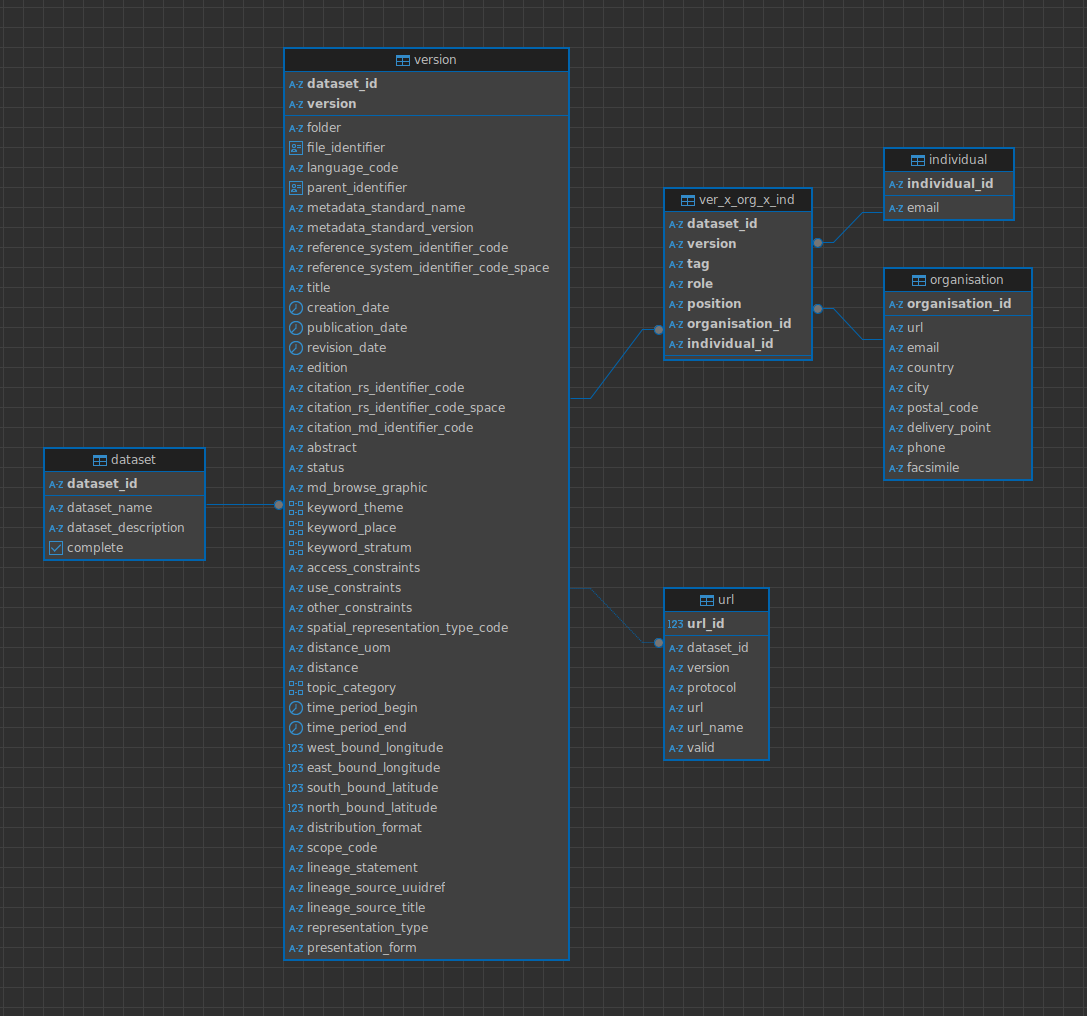 version
dataset_id
version
folder
file_identifier
language_code
parent_identifier
metadata_standard_name
metadata_standard_version
reference_system_identifier_code
reference_system_identifier_code_space
title
creation_date
publication_date
revision_date
edition
citation_rs_identifier_code
citation_rs_identifier_code_space
citation_md_identifier_code
abstract
status
md_browse_graphic
keyword_theme
keyword_place
keyword_stratum
access_constraints
use_constraints
other_constraints
spatial_representation_type_code
distance_uom
distance
topic_category
time_period_begin
time_period_end
123 west_bound_longitude
123 east_bound_longitude
123 south_bound_latitude
123 north_bound_latitude
distribution_format
scope_code
lineage_statement
lineage_source_uuidref
lineage_source_title
representation_type
presentation_form
dataset
dataset_id
dataset_name
dataset_description
complete
ver_x_org_x_ind
dataset_id
version
tag
role
position
organisation_id
individual_id
individual
individual_id
email
organisation
organisation_id
url
email
country
city
postal_code
delivery_point
phone
facsimile
url
123 url_id
dataset_id
version
protocol
url
url_name
valid